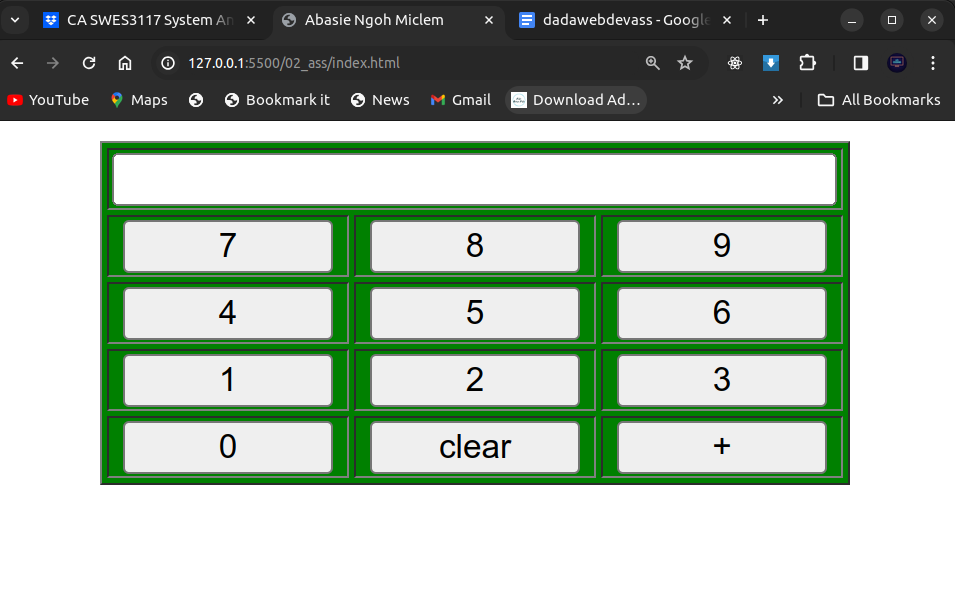 CA SWES3117 System An
Abasie Ngoh Miclem
dadawebdevass - Google
127.0.0.1:5500/02_ass/index.html
YouTube Maps Bookmark it News Gmail Download Ad... All Bookmarks
7 8 9
4 5 6
1 2 3
0 clear +